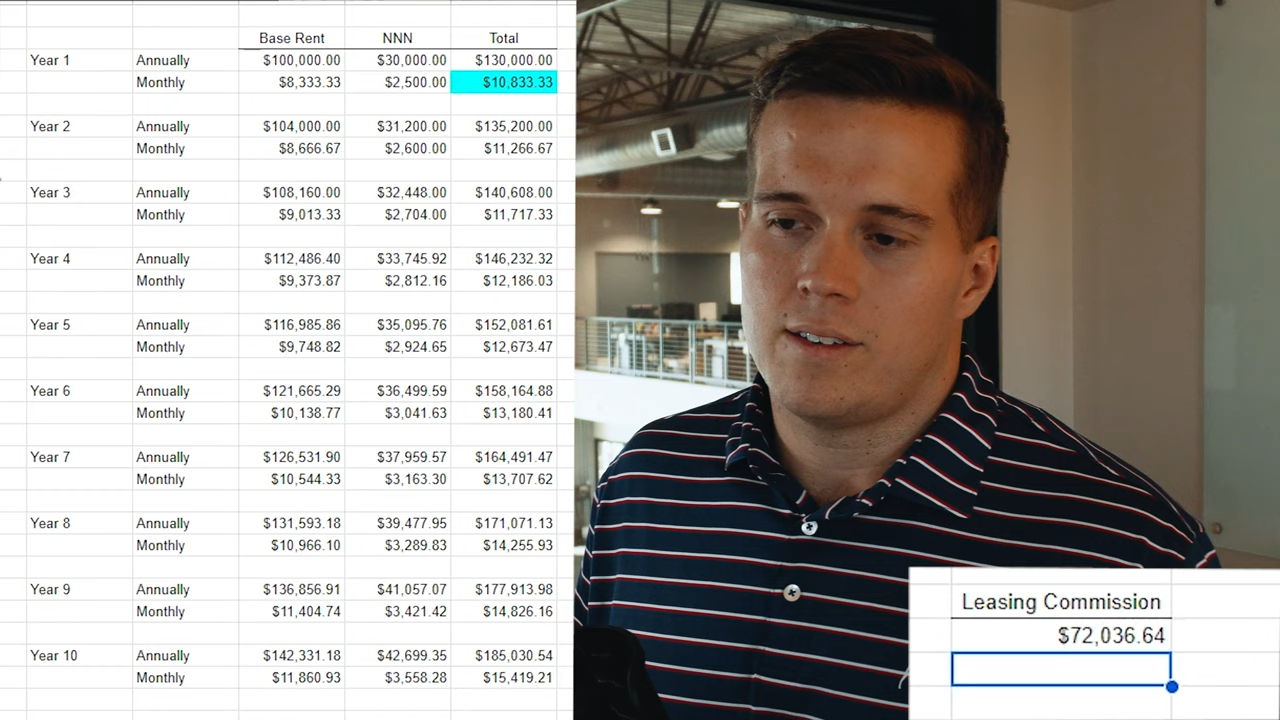 Base Rent NNN Total
Year 1 Annually $100,000.00 $30,000.00 $130,000.00
Monthly $8,333.33 $2,500.00 $10,833.33
Year 2 Annually $104,000.00 $31,200.00 $135,200.00
Monthly $8,666.67 $2,600.00 $11,266.67
Year 3 Annually $108,160.00 $32,448.00 $140,608.00
Monthly $9,013.33 $2,704.00 $11,717.33
Year 4 Annually $112,486.40 $33,745.92 $146,232.32
Monthly $9,373.87 $2,812.16 $12,186.03
Year 5 Annually $116,985.86 $35,095.76 $152,081.61
Monthly $9,748.82 $2,924.65 $12,673.47
Year 6 Annually $121,665.29 $36,499.59 $158,164.88
Monthly $10,138.77 $3,041.63 $13,180.41
Year 7 Annually $126,531.90 $37,959.57 $164,491.47
Monthly $10,544.33 $3,163.30 $13,707.62
Year 8 Annually $131,593.18 $39,477.95 $171,071.13
Monthly $10,966.10 $3,289.83 $14,255.93
Year 9 Annually $136,856.91 $41,057.07 $177,913.98
Monthly $11,404.74 $3,421.42 $14,826.16
Year 10 Annually $142,331.18 $42,699.35 $185,030.54
Monthly $11,860.93 $3,558.28 $15,419.21
Leasing Commission
$72,036.64